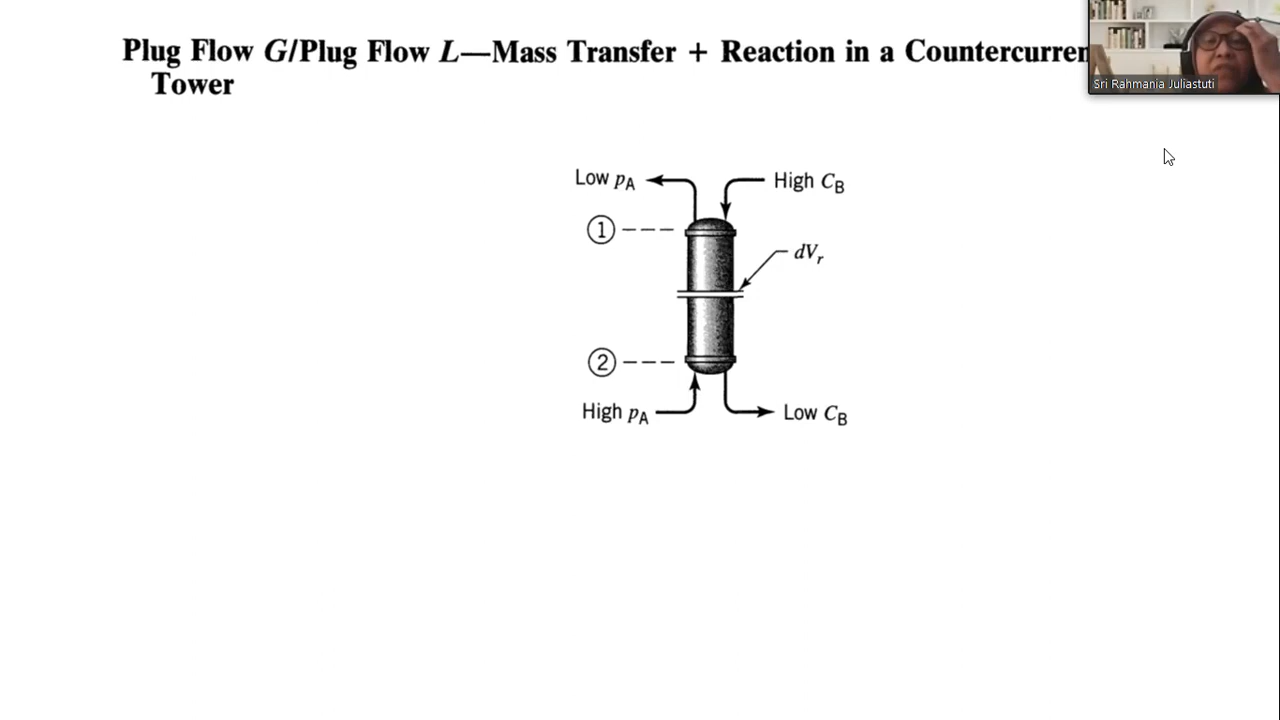 Plug Flow G/Plug Flow L—Mass Transfer + Reaction in a Countercurren
Tower
Sri Rahmania Juliastuti
Low pA
High CB
①
dVr
②
High pA
Low CB